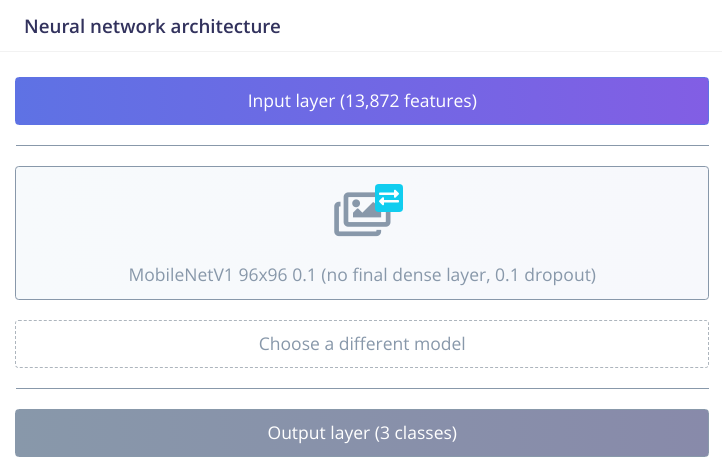 Neural network architecture
Input layer (13,872 features)
MobileNetV1 96x96 0.1 (no final dense layer, 0.1 dropout)
Choose a different model
Output layer (3 classes)